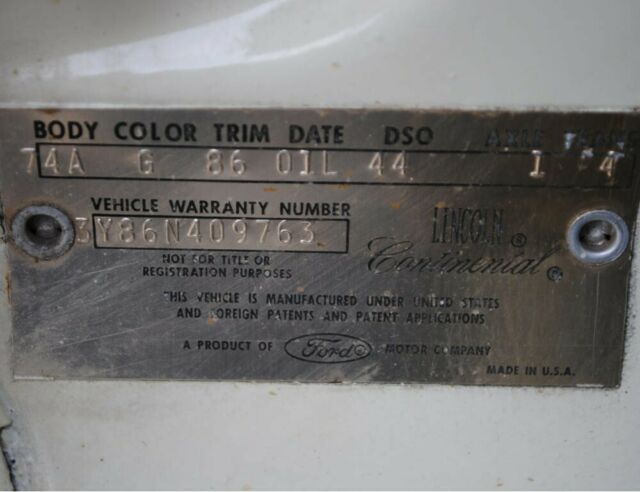 BODY COLOR TRIM DATE DSO AXLE TRANS
74A G 86 01L 44 1 4
VEHICLE WARRANTY NUMBER
3Y86N409763
NOT FOR TITLE OR
REGISTRATION PURPOSES
LINCOLN®
Continental®
THIS VEHICLE IS MANUFACTURED UNDER UNITED STATES
AND FOREIGN PATENTS AND PATENT APPLICATIONS
A PRODUCT OF Ford® MOTOR COMPANY
MADE IN U.S.A.